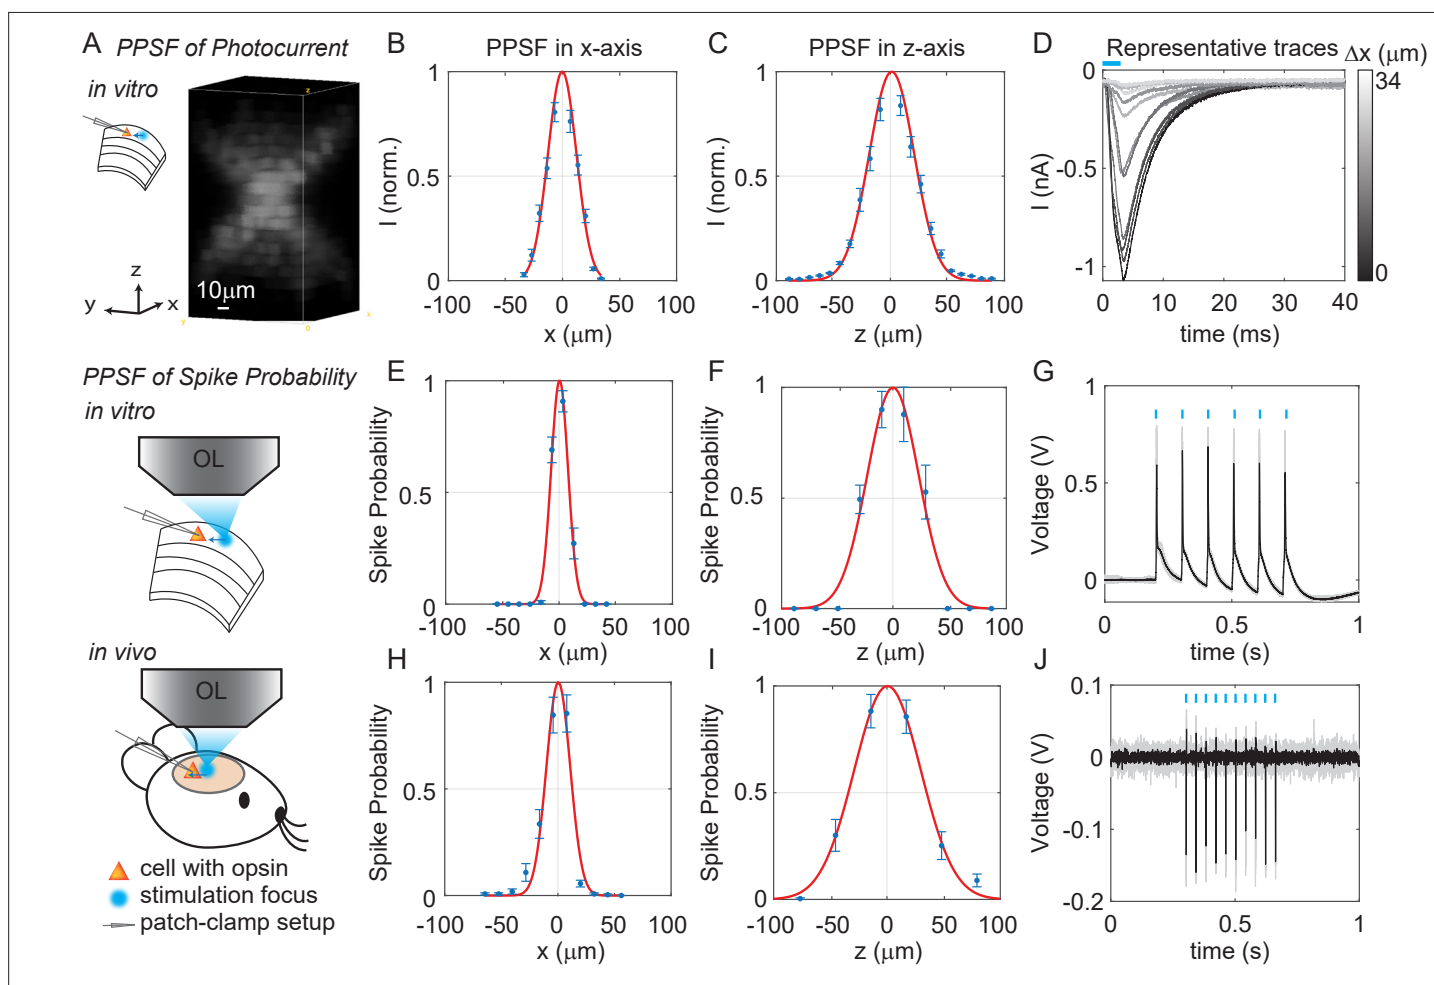 A PPSF of Photocurrent
in vitro
z
10μm
z
y x
y 0 x
B PPSF in x-axis
1
0.5
0
I (norm.)
-100 -50 0 50 100
x (μm)
C PPSF in z-axis
1
0.5
0
I (norm.)
-100 -50 0 50 100
z (μm)
D Representative traces
Δx (μm)
34
0
0
-0.5
-1
I (nA)
0 10 20 30 40
time (ms)
PPSF of Spike Probability
in vitro
OL
E
1
0.5
0
Spike Probability
-100 -50 0 50 100
x (μm)
F
1
0.5
0
Spike Probability
-100 -50 0 50 100
z (μm)
G
1
0.5
0
Voltage (V)
0 0.5 1
time (s)
in vivo
OL
cell with opsin
stimulation focus
patch-clamp setup
H
1
0.5
0
Spike Probability
-100 -50 0 50 100
x (μm)
I
1
0.5
0
Spike Probability
-100 -50 0 50 100
z (μm)
J
0.1
0
-0.1
-0.2
Voltage (V)
0 0.5 1
time (s)